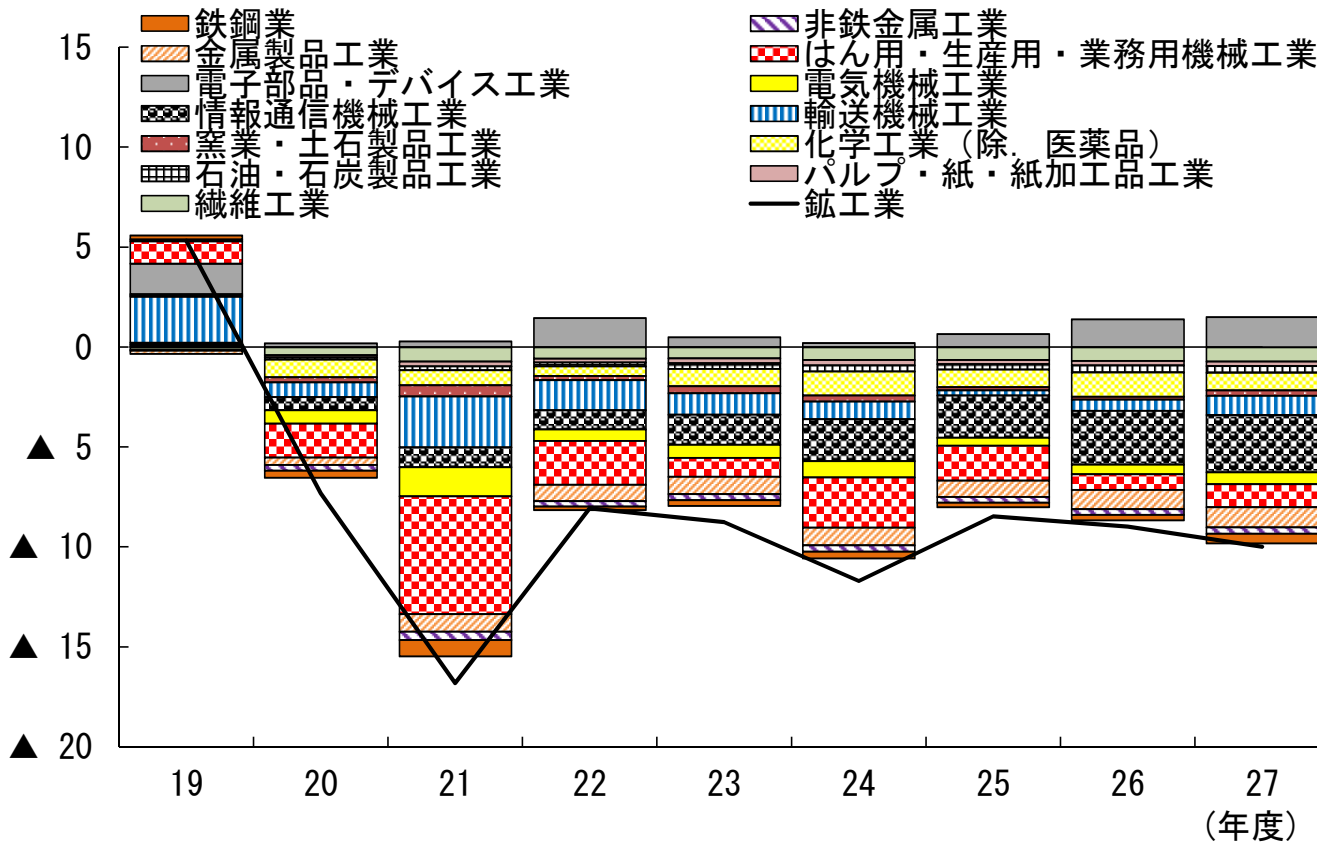 鉄鋼業 非鉄金属工業
15
金属製品工業 はん用・生産用・業務用機械工業
電子部品・デバイス工業 電気機械工業
10
情報通信機械工業 輸送機械工業
窯業・土石製品工業 化学工業（除．医薬品）
石油・石炭製品工業 パルプ・紙・紙加工品工業
繊維工業 鉱工業
5
0
▲ 5
▲ 10
▲ 15
▲ 20
19 20 21 22 23 24 25 26 27
（年度）